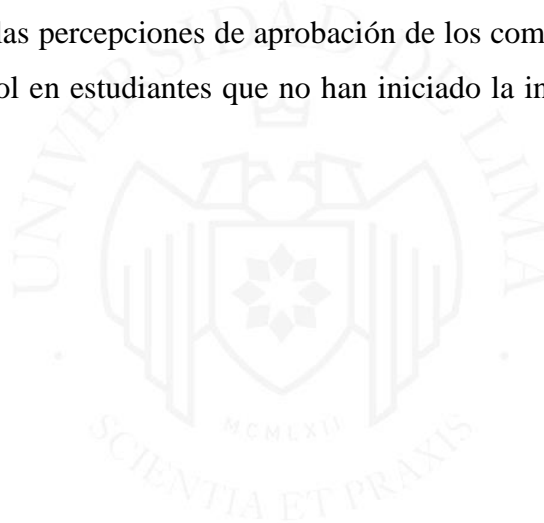 las percepciones de aprobación de los com
ol en estudiantes que no han iniciado la in
UNIVERSIDAD DE LIMA
MCMLXII
SCIENTIA ET PRAXIS